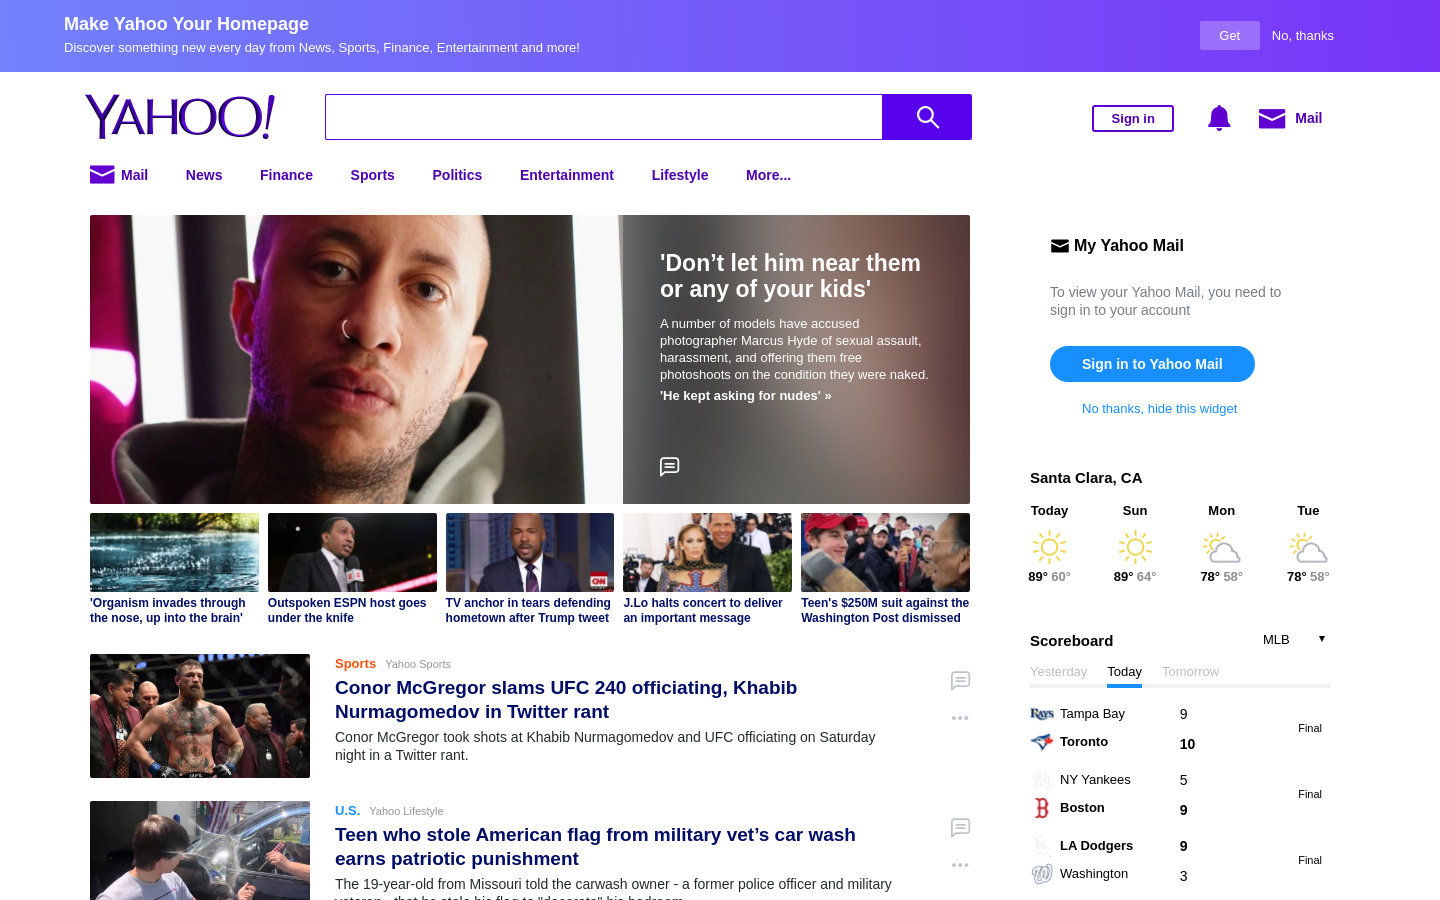 Make Yahoo Your Homepage
Discover something new every day from News, Sports, Finance, Entertainment and more!
Get
No, thanks
YAHOO!
Sign in
Mail
Mail
News
Finance
Sports
Politics
Entertainment
Lifestyle
More...
'Don’t let him near them
or any of your kids'
A number of models have accused
photographer Marcus Hyde of sexual assault,
harassment, and offering them free
photoshoots on the condition they were naked.
'He kept asking for nudes' »
CNN
'Organism invades through
the nose, up into the brain'
Outspoken ESPN host goes
under the knife
TV anchor in tears defending
hometown after Trump tweet
J.Lo halts concert to deliver
an important message
Teen's $250M suit against the
Washington Post dismissed
Sports Yahoo Sports
Conor McGregor slams UFC 240 officiating, Khabib
Nurmagomedov in Twitter rant
Conor McGregor took shots at Khabib Nurmagomedov and UFC officiating on Saturday
night in a Twitter rant.
U.S. Yahoo Lifestyle
Teen who stole American flag from military vet’s car wash
earns patriotic punishment
The 19-year-old from Missouri told the carwash owner - a former police officer and military
My Yahoo Mail
To view your Yahoo Mail, you need to
sign in to your account
Sign in to Yahoo Mail
No thanks, hide this widget
Santa Clara, CA
Today Sun Mon Tue
89° 60° 89° 64° 78° 58° 78° 58°
Scoreboard
MLB
Yesterday Today Tomorrow
RAYS Tampa Bay 9
Final
Toronto 10
NY Yankees 5
Final
B Boston 9
LA Dodgers 9
Final
W Washington 3